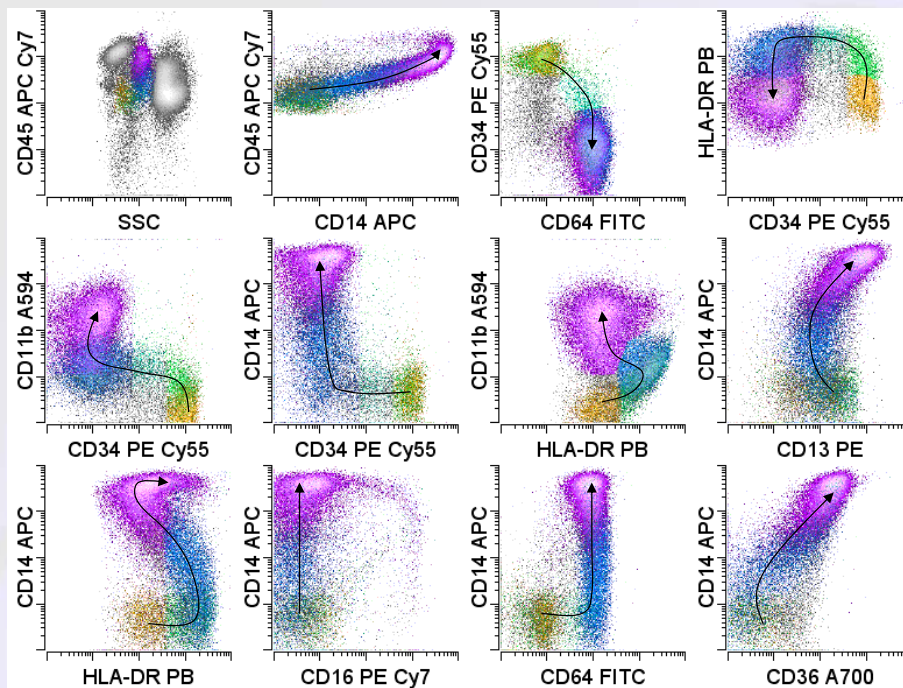 CD45 APC Cy7
SSC
CD45 APC Cy7
CD14 APC
CD34 PE Cy55
CD64 FITC
HLA-DR PB
CD34 PE Cy55
CD11b A594
CD34 PE Cy55
CD14 APC
CD34 PE Cy55
CD11b A594
HLA-DR PB
CD14 APC
CD13 PE
CD14 APC
HLA-DR PB
CD14 APC
CD16 PE Cy7
CD14 APC
CD64 FITC
CD14 APC
CD36 A700